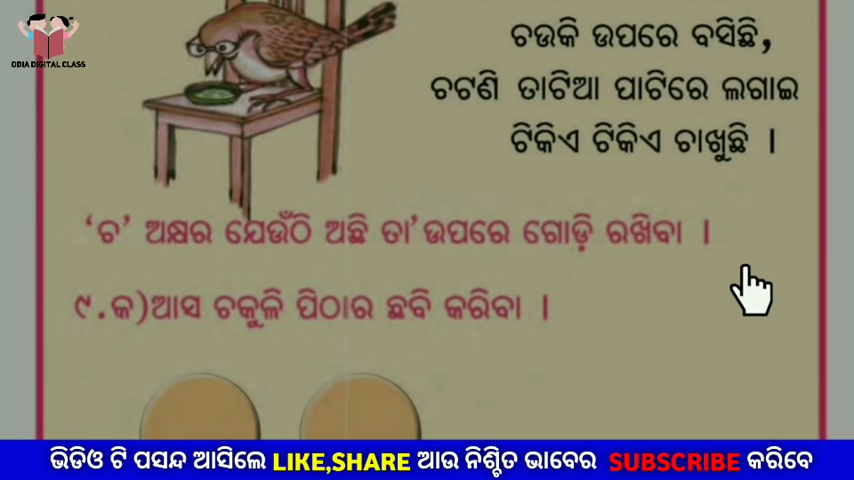 ODIA DIGITAL CLASS
ଚଉକି ଉପରେ ବସିଛି,
ଚଟଣି ତାଟିଆ ପାଟିରେ ଲଗାଇ
ଟିକିଏ ଟିକିଏ ଚାଖୁଛି ।
‘ଚ’ ଅକ୍ଷର ଯେଉଁଠି ଅଛି ତା’ଉପରେ ଗୋଡ଼ି ରଖିବା ।
୯.କ)ଆସ ଚକୁଳି ପିଠାର ଛବି କରିବା ।
ଭିଡିଓ ଟି ପସନ୍ଦ ଆସିଲେ LIKE,SHARE ଆଉ ନିଶ୍ଚିତ ଭାବେର SUBSCRIBE କରିବେ